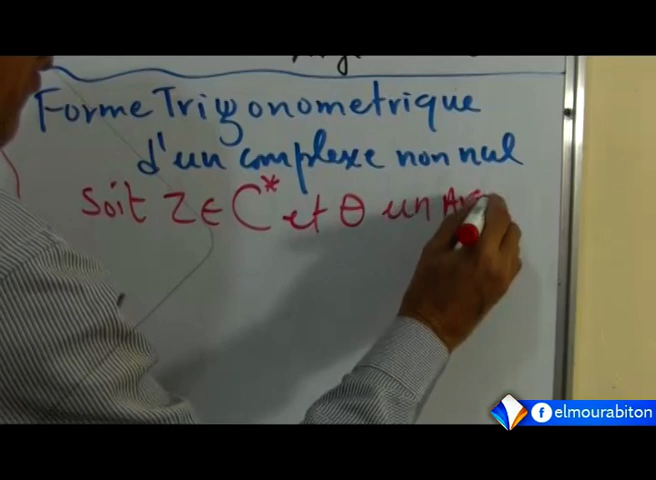 Forme Trigonometrique
d'un complexe non nul
Soit Z ∈ C* et θ un
elmourabiton